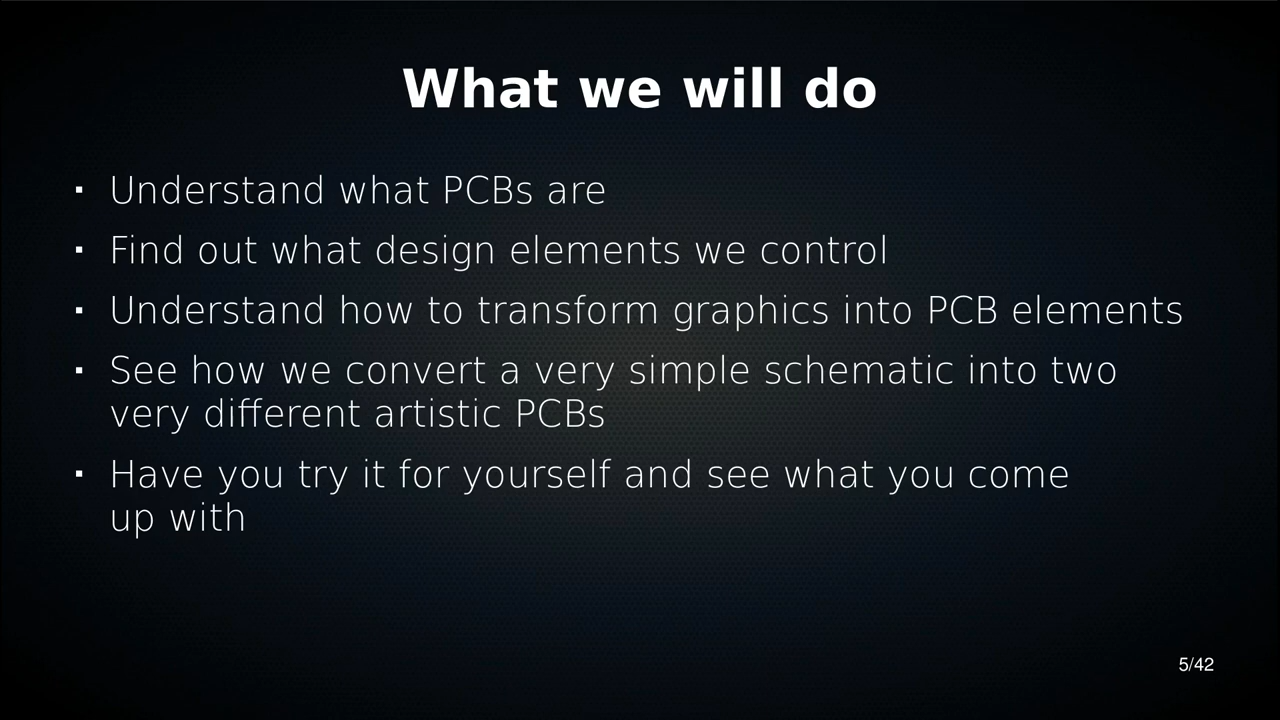 What we will do
▪ Understand what PCBs are
▪ Find out what design elements we control
▪ Understand how to transform graphics into PCB elements
▪ See how we convert a very simple schematic into two
very different artistic PCBs
▪ Have you try it for yourself and see what you come
up with
5/42